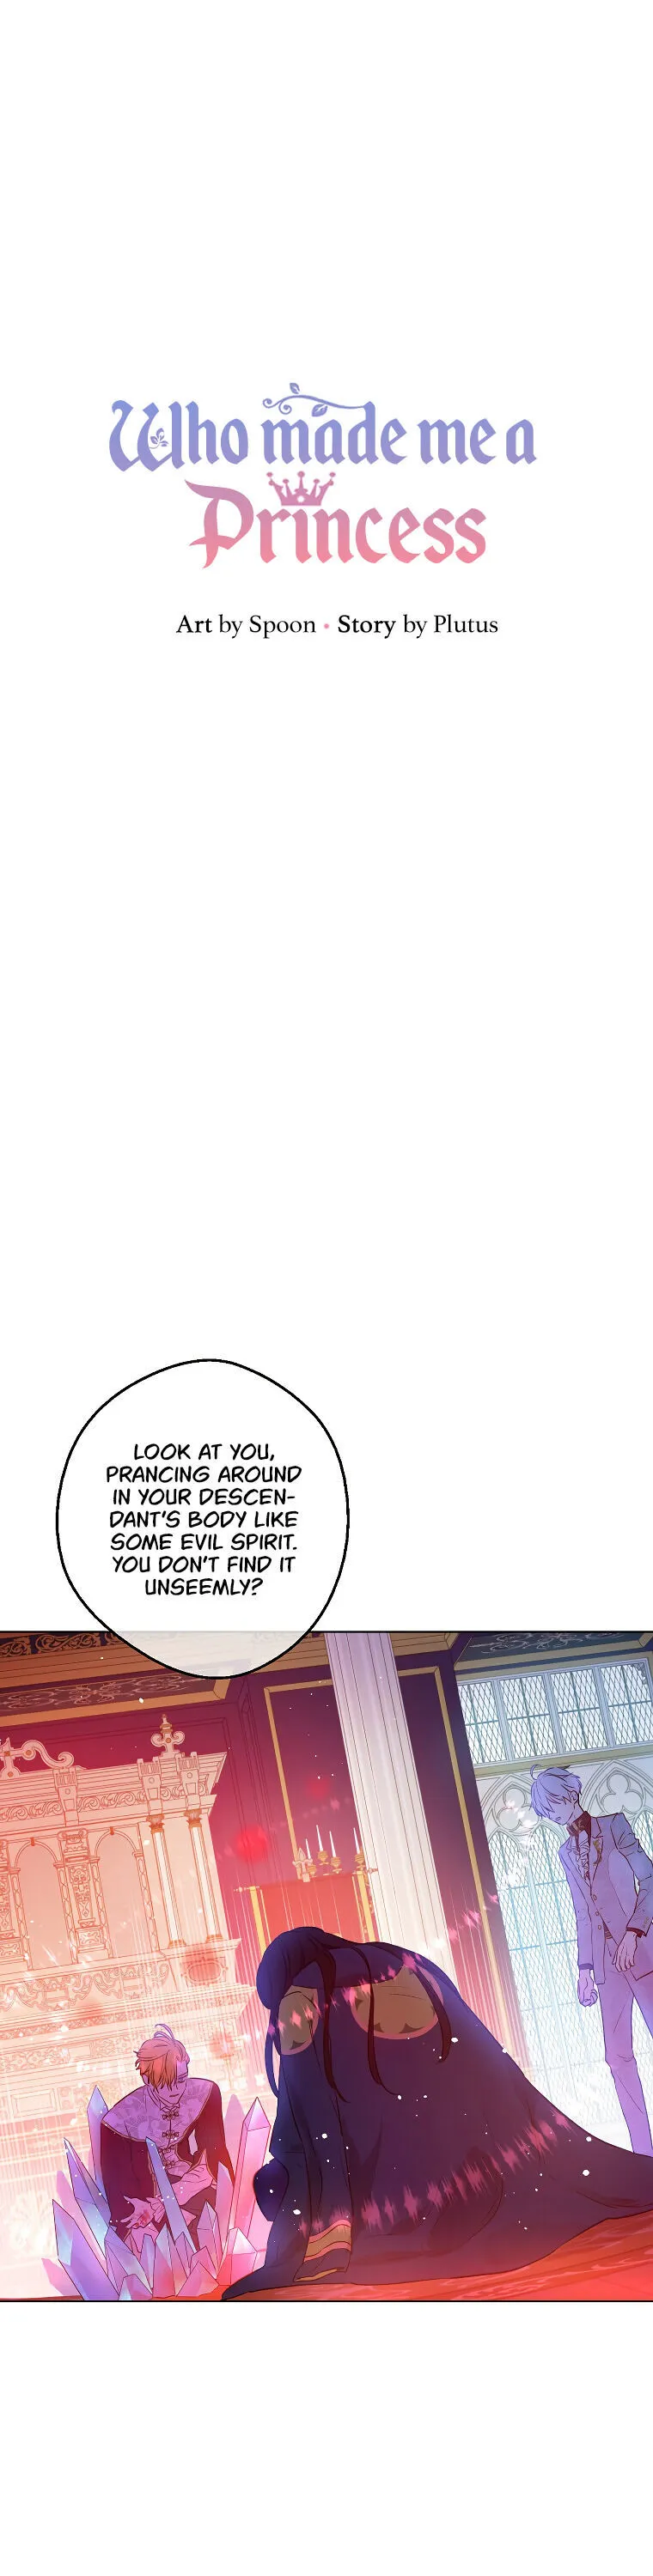 Who made me a
Princess
Art by Spoon • Story by Plutus
LOOK AT YOU,
PRANCING AROUND
IN YOUR DESCEN-
DANT'S BODY LIKE
SOME EVIL SPIRIT.
YOU DON'T FIND IT
UNSEEMLY?